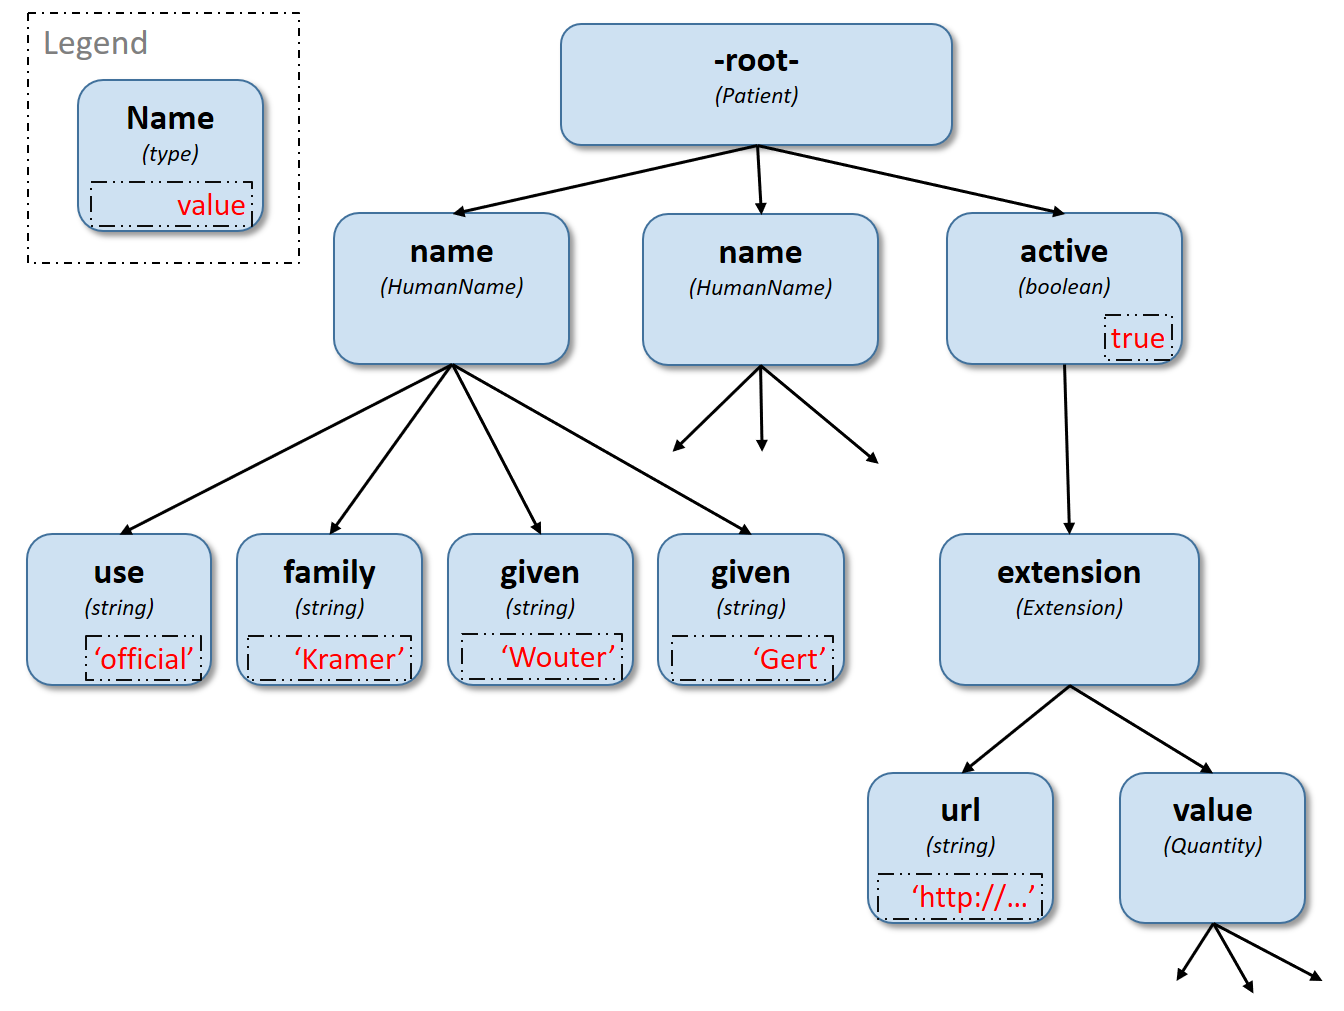 Legend
Name
(type)
value
-root-
(Patient)
name
(HumanName)
name
(HumanName)
active
(boolean)
true
use
(string)
‘official’
family
(string)
‘Kramer’
given
(string)
‘Wouter’
given
(string)
‘Gert’
extension
(Extension)
url
(string)
‘http://...’
value
(Quantity)